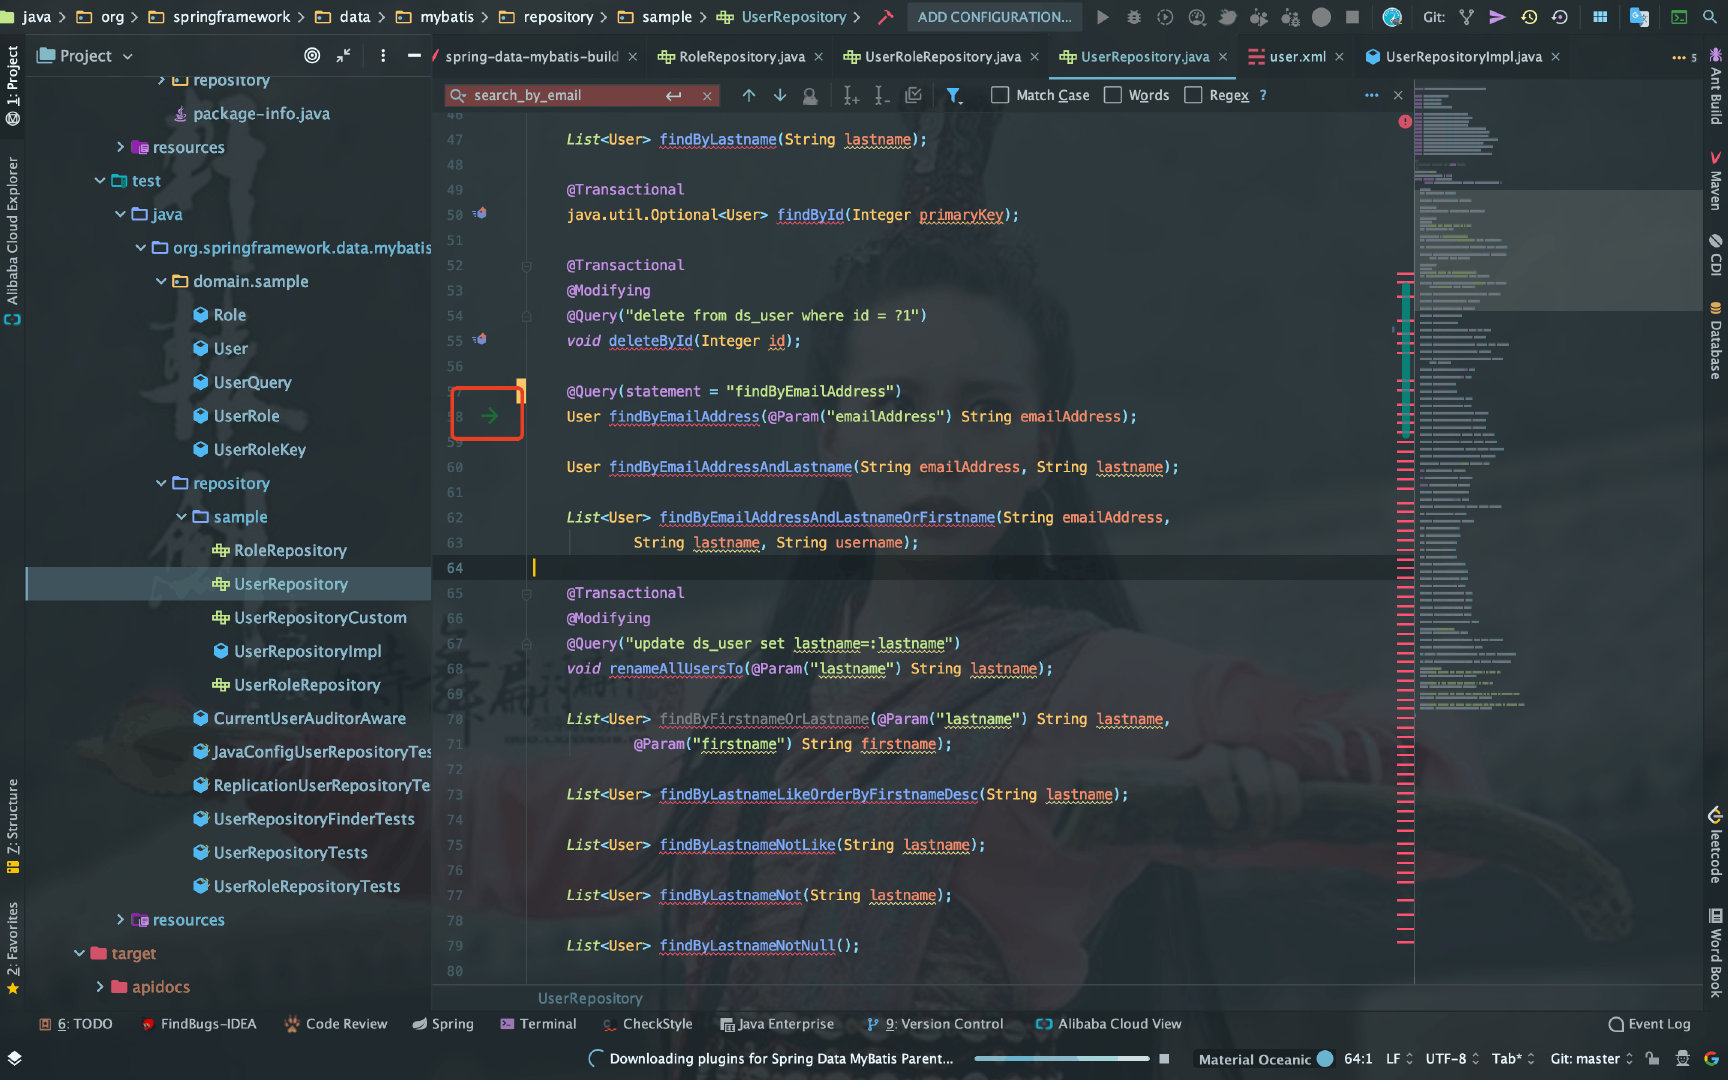 java > org > springframework > data > mybatis > repository > sample > UserRepository > ADD CONFIGURATION... Git:
Project
spring-data-mybatis-build × RoleRepository.java × UserRoleRepository.java × UserRepository.java × user.xml × UserRepositoryImpl.java × ... 5
search_by_email Match Case Words Regex ?
1: Project
Alibaba Cloud Explorer
7: Structure
2: Favorites
repository
package-info.java
resources
test
java
org.springframework.data.mybatis
domain.sample
Role
User
UserQuery
UserRole
UserRoleKey
repository
sample
RoleRepository
UserRepository
UserRepositoryCustom
UserRepositoryImpl
UserRoleRepository
CurrentUserAuditorAware
JavaConfigUserRepositoryTes
ReplicationUserRepositoryTe
UserRepositoryFinderTests
UserRepositoryTests
UserRoleRepositoryTests
resources
target
apidocs
46
47 List<User> findByLastname(String lastname);
48
49 @Transactional
50 java.util.Optional<User> findById(Integer primaryKey);
51
52 @Transactional
53 @Modifying
54 @Query("delete from ds_user where id = ?1")
55 void deleteById(Integer id);
56
57 @Query(statement = "findByEmailAddress")
58 User findByEmailAddress(@Param("emailAddress") String emailAddress);
59
60 User findByEmailAddressAndLastname(String emailAddress, String lastname);
61
62 List<User> findByEmailAddressAndLastnameOrFirstname(String emailAddress,
63 String lastname, String username);
64
65 @Transactional
66 @Modifying
67 @Query("update ds_user set lastname=:lastname")
68 void renameAllUsersTo(@Param("lastname") String lastname);
69
70 List<User> findByFirstnameOrLastname(@Param("lastname") String lastname,
71 @Param("firstname") String firstname);
72
73 List<User> findByLastnameLikeOrderByFirstnameDesc(String lastname);
74
75 List<User> findByLastnameNotLike(String lastname);
76
77 List<User> findByLastnameNot(String lastname);
78
79 List<User> findByLastnameNotNull();
80
UserRepository
Ant Build
Maven
CDI
Database
leetcode
Word Book
6: TODO FindBugs-IDEA Code Review Spring Terminal CheckStyle Java Enterprise 9: Version Control Alibaba Cloud View Event Log
Downloading plugins for Spring Data MyBatis Parent... Material Oceanic 64:1 LF UTF-8 Tab* Git: master